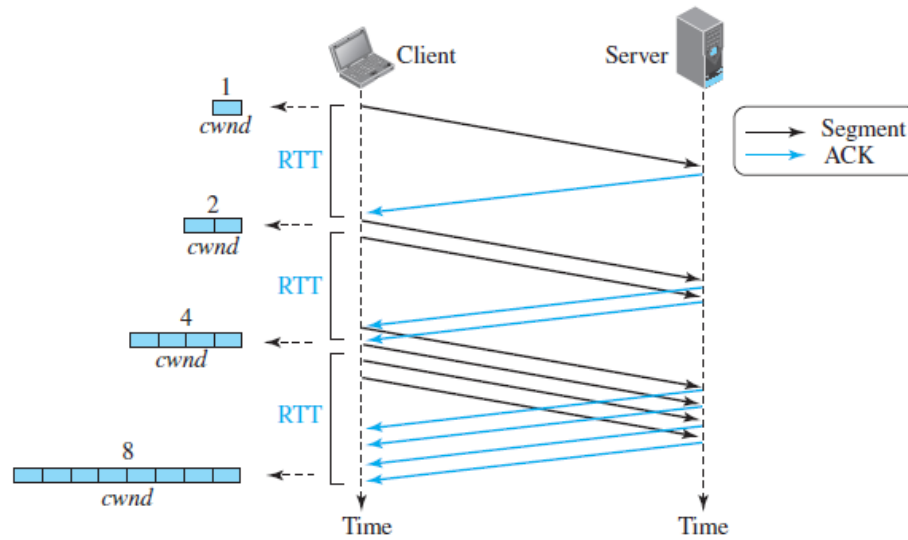 Client
Server
1
cwnd
RTT
Segment
ACK
2
cwnd
RTT
4
cwnd
RTT
8
cwnd
Time
Time